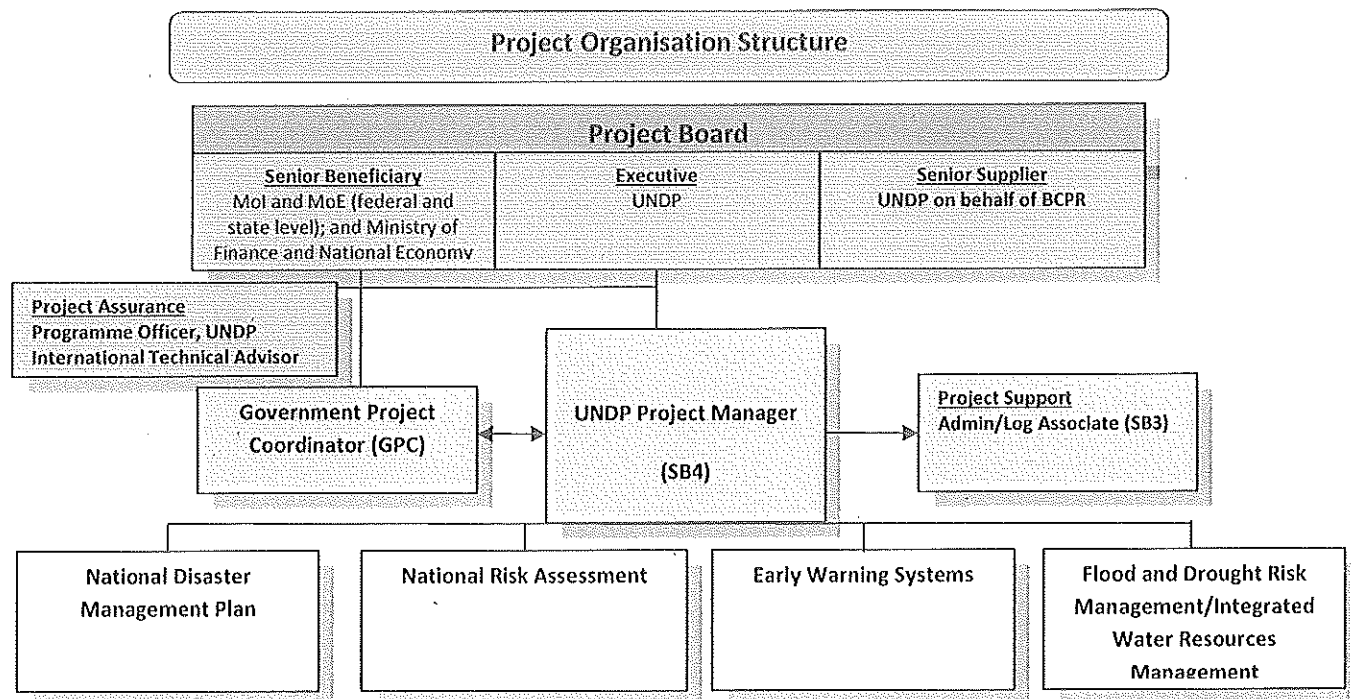 Project Organisation Structure
Project Board
Senior Beneficiary
MoI and MoE (federal and
state level); and Ministry of
Finance and National Economy
Executive
UNDP
Senior Supplier
UNDP on behalf of BCPR
Project Assurance
Programme Officer, UNDP
International Technical Advisor
Government Project
Coordinator (GPC)
UNDP Project Manager
(SB4)
Project Support
Admin/Log Associate (SB3)
National Disaster
Management Plan
National Risk Assessment
Early Warning Systems
Flood and Drought Risk
Management/Integrated
Water Resources
Management